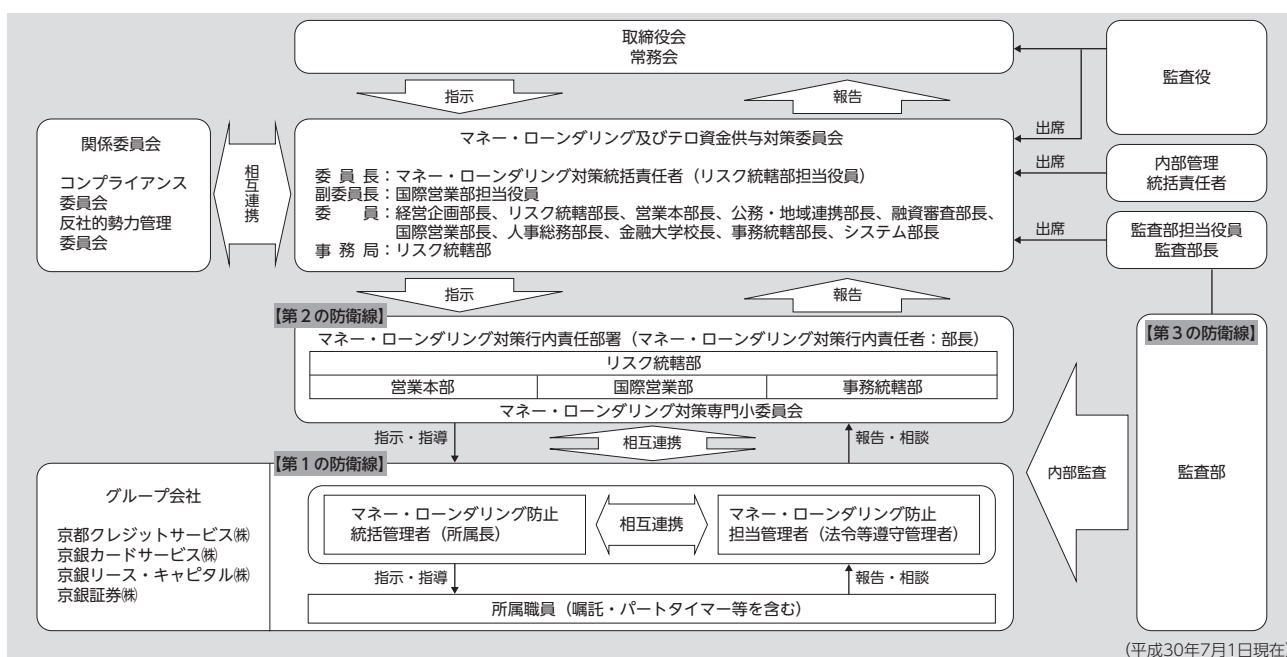 取締役会
常務会
監査役
指示
報告
出席
関係委員会
コンプライアンス
委員会
反社的勢力管理
委員会
相互連携
マネー・ローンダリング及びテロ資金供与対策委員会
委員長：マネー・ローンダリング対策統括責任者（リスク統轄部担当役員）
副委員長：国際営業部担当役員
委員：経営企画部長、リスク統轄部長、営業本部長、公務・地域連携部長、融資審査部長、
国際営業部長、人事総務部長、金融大学校長、事務統轄部長、システム部長
事務局：リスク統轄部
出席
内部管理
統括責任者
出席
監査部担当役員
監査部長
指示
報告
【第2の防衛線】
マネー・ローンダリング対策行内責任部署（マネー・ローンダリング対策行内責任者：部長）
リスク統轄部
営業本部 国際営業部 事務統轄部
マネー・ローンダリング対策専門小委員会
【第3の防衛線】
監査部
内部監査
指示・指導
相互連携
報告・相談
【第1の防衛線】
グループ会社
京都クレジットサービス㈱
京銀カードサービス㈱
京銀リース・キャピタル㈱
京銀証券㈱
マネー・ローンダリング防止
統括管理者（所属長）
相互連携
マネー・ローンダリング防止
担当管理者（法令等遵守管理者）
指示・指導
報告・相談
所属職員（嘱託・パートタイマー等を含む）
(平成30年7月1日現在)